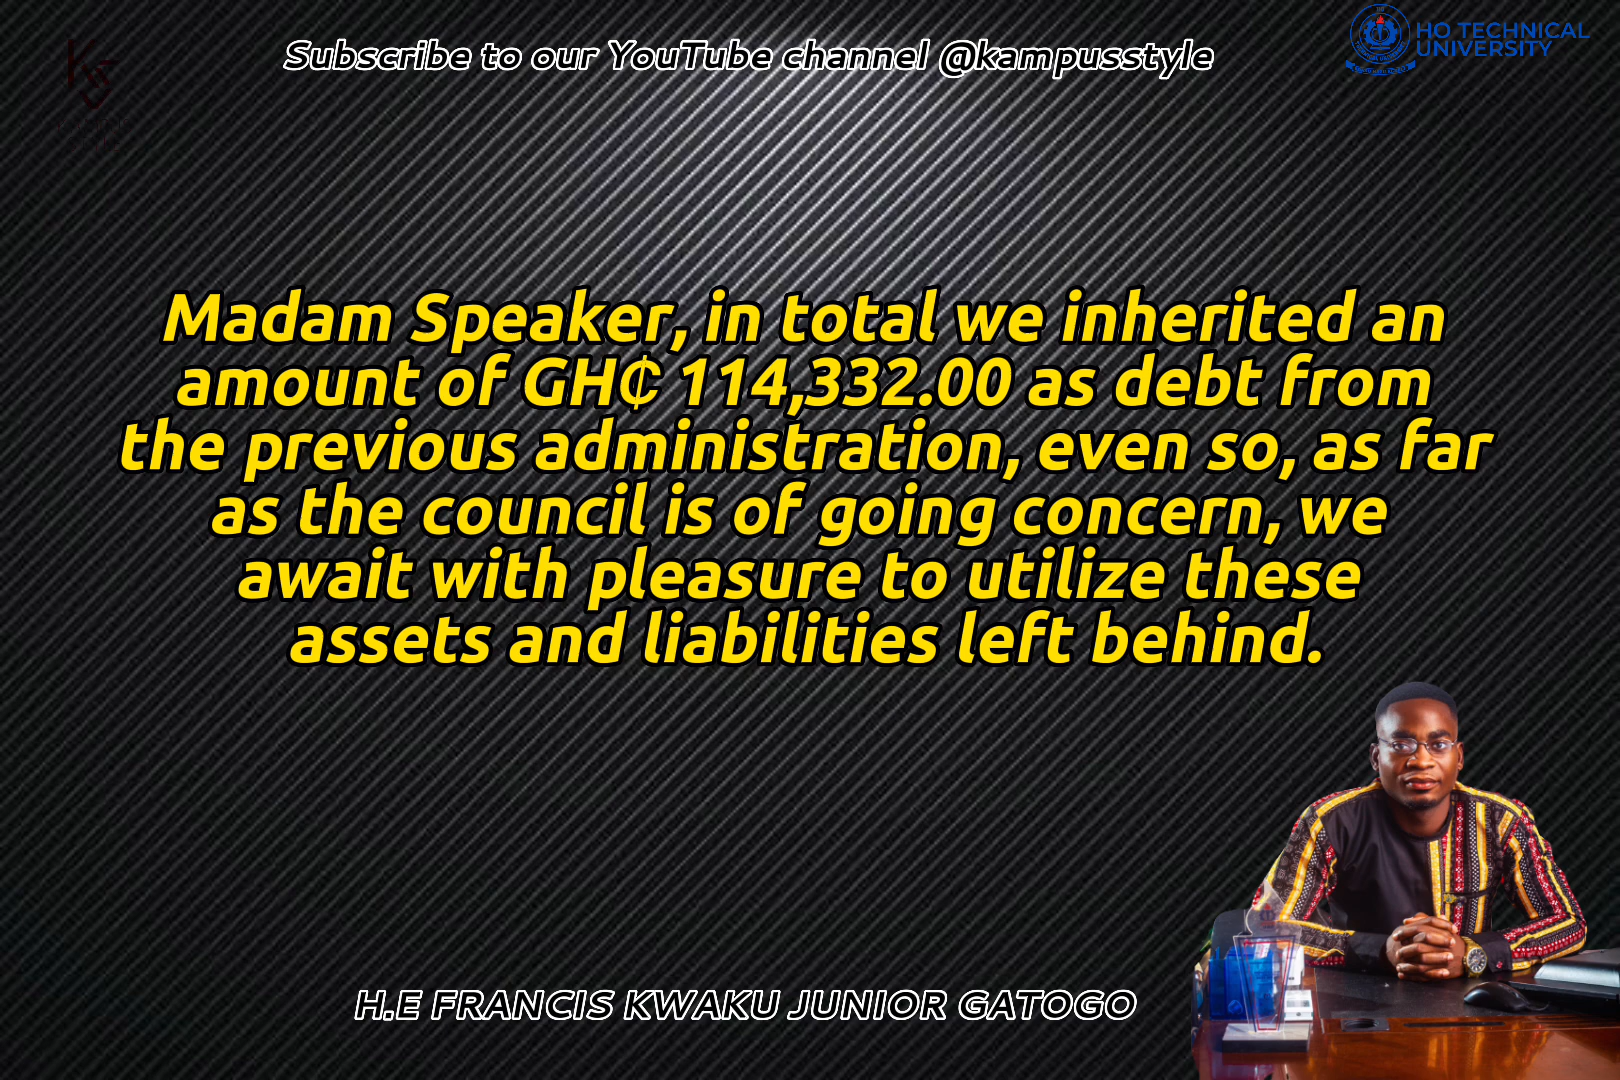 Subscribe to our YouTube channel @kampusstyle
HO TECHNICAL
UNIVERSITY
Madam Speaker, in total we inherited an
amount of GH₵ 114,332.00 as debt from
the previous administration, even so, as far
as the council is of going concern, we
await with pleasure to utilize these
assets and liabilities left behind.
H.E FRANCIS KWAKU JUNIOR GATOGO